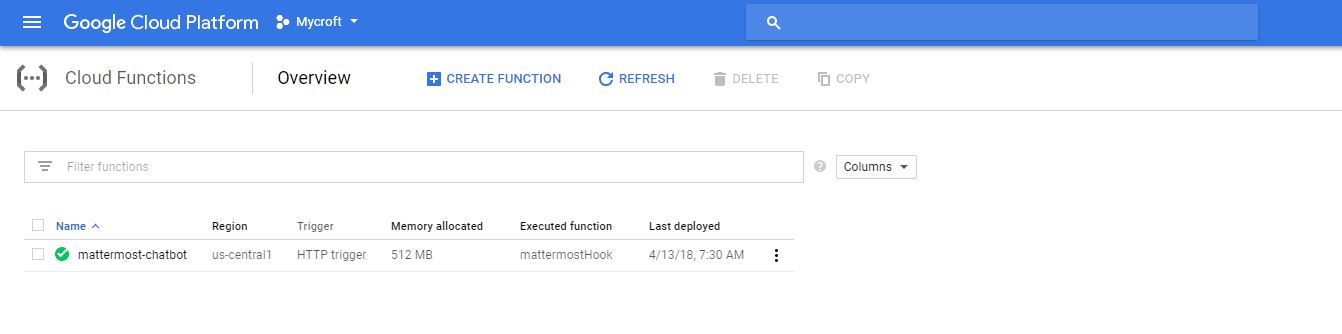 Google Cloud Platform Mycroft
Cloud Functions Overview CREATE FUNCTION REFRESH DELETE COPY
Filter functions ? Columns
Name Region Trigger Memory allocated Executed function Last deployed
mattermost-chatbot us-central1 HTTP trigger 512 MB mattermostHook 4/13/18, 7:30 AM